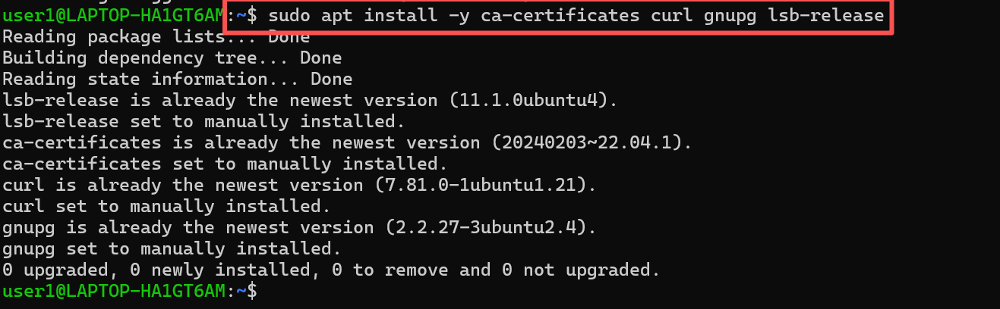 user1@LAPTOP-HA1GT6AM:~$ sudo apt install -y ca-certificates curl gnupg lsb-release
Reading package lists... Done
Building dependency tree... Done
Reading state information... Done
lsb-release is already the newest version (11.1.0ubuntu4).
lsb-release set to manually installed.
ca-certificates is already the newest version (20240203~22.04.1).
ca-certificates set to manually installed.
curl is already the newest version (7.81.0-1ubuntu1.21).
curl set to manually installed.
gnupg is already the newest version (2.2.27-3ubuntu2.4).
gnupg set to manually installed.
0 upgraded, 0 newly installed, 0 to remove and 0 not upgraded.
user1@LAPTOP-HA1GT6AM:~$